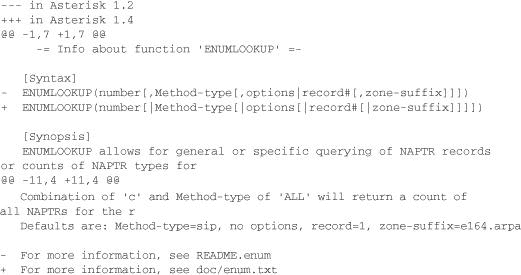 --- in Asterisk 1.2
+++ in Asterisk 1.4
@@ -1,7 +1,7 @@
-= Info about function 'ENUMLOOKUP' =-
[Syntax]
- ENUMLOOKUP(number[,Method-type[,options|record#[,zone-suffix]]])
+ ENUMLOOKUP(number[|Method-type[|options[|record#[|zone-suffix]]]])
[Synopsis]
ENUMLOOKUP allows for general or specific querying of NAPTR records
or counts of NAPTR types for
@@ -11,4 +11,4 @@
Combination of 'c' and Method-type of 'ALL' will return a count of
all NAPTRs for the r
Defaults are: Method-type=sip, no options, record=1, zone-suffix=e164.arpa
- For more information, see README.enum
+ For more information, see doc/enum.txt